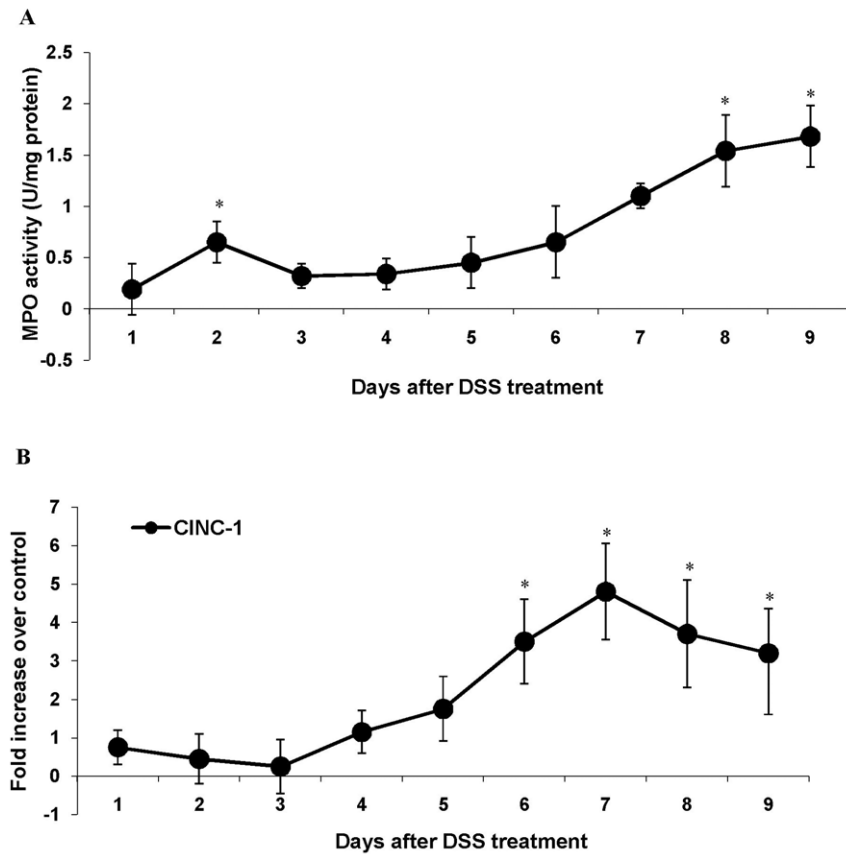 A
MPO activity (U/mg protein)
2.5
2
1.5
1
0.5
0
-0.5
*
*
*
1 2 3 4 5 6 7 8 9
Days after DSS treatment
B
Fold increase over control
7
6
5
4
3
2
1
0
-1
CINC-1
*
*
*
*
1 2 3 4 5 6 7 8 9
Days after DSS treatment